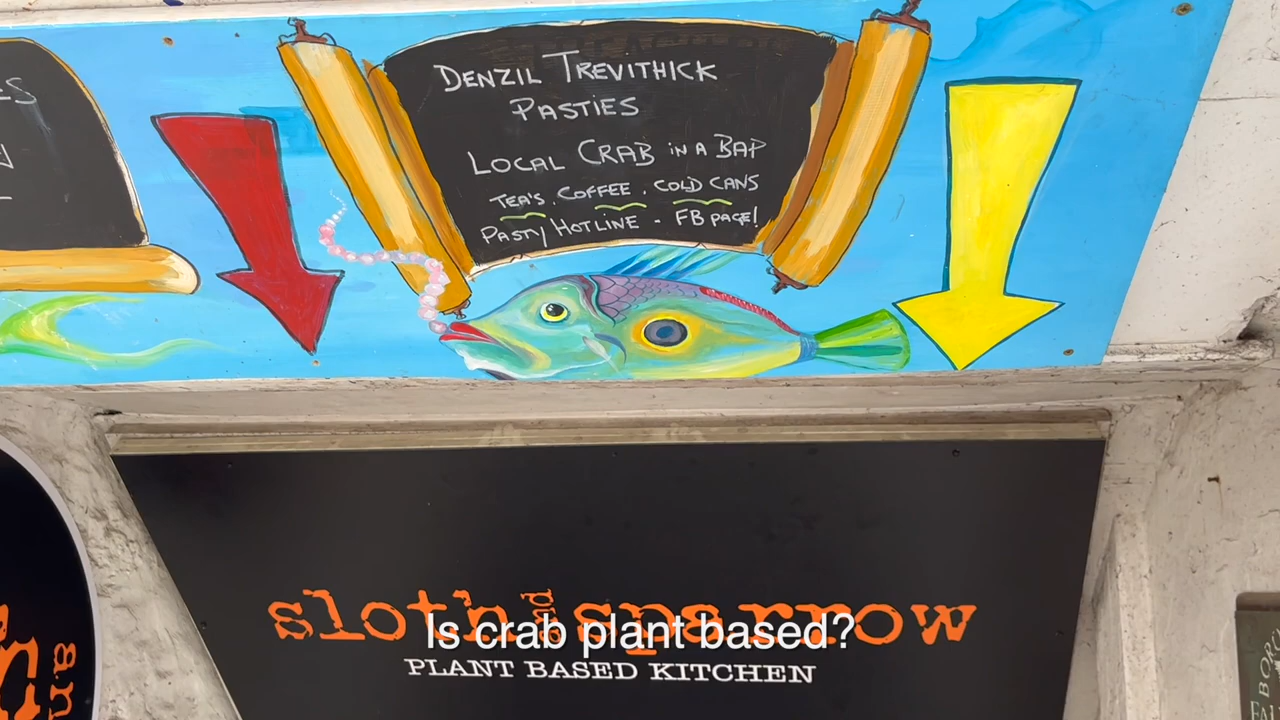 DENZIL TREVITHICK
PASTIES
LOCAL CRAB IN A BAP
TEA'S . COFFEE . COLD CANS
PASTY HOTLINE - FB PAGE!
sloth and sparrow
Is crab plant based?
PLANT BASED KITCHEN